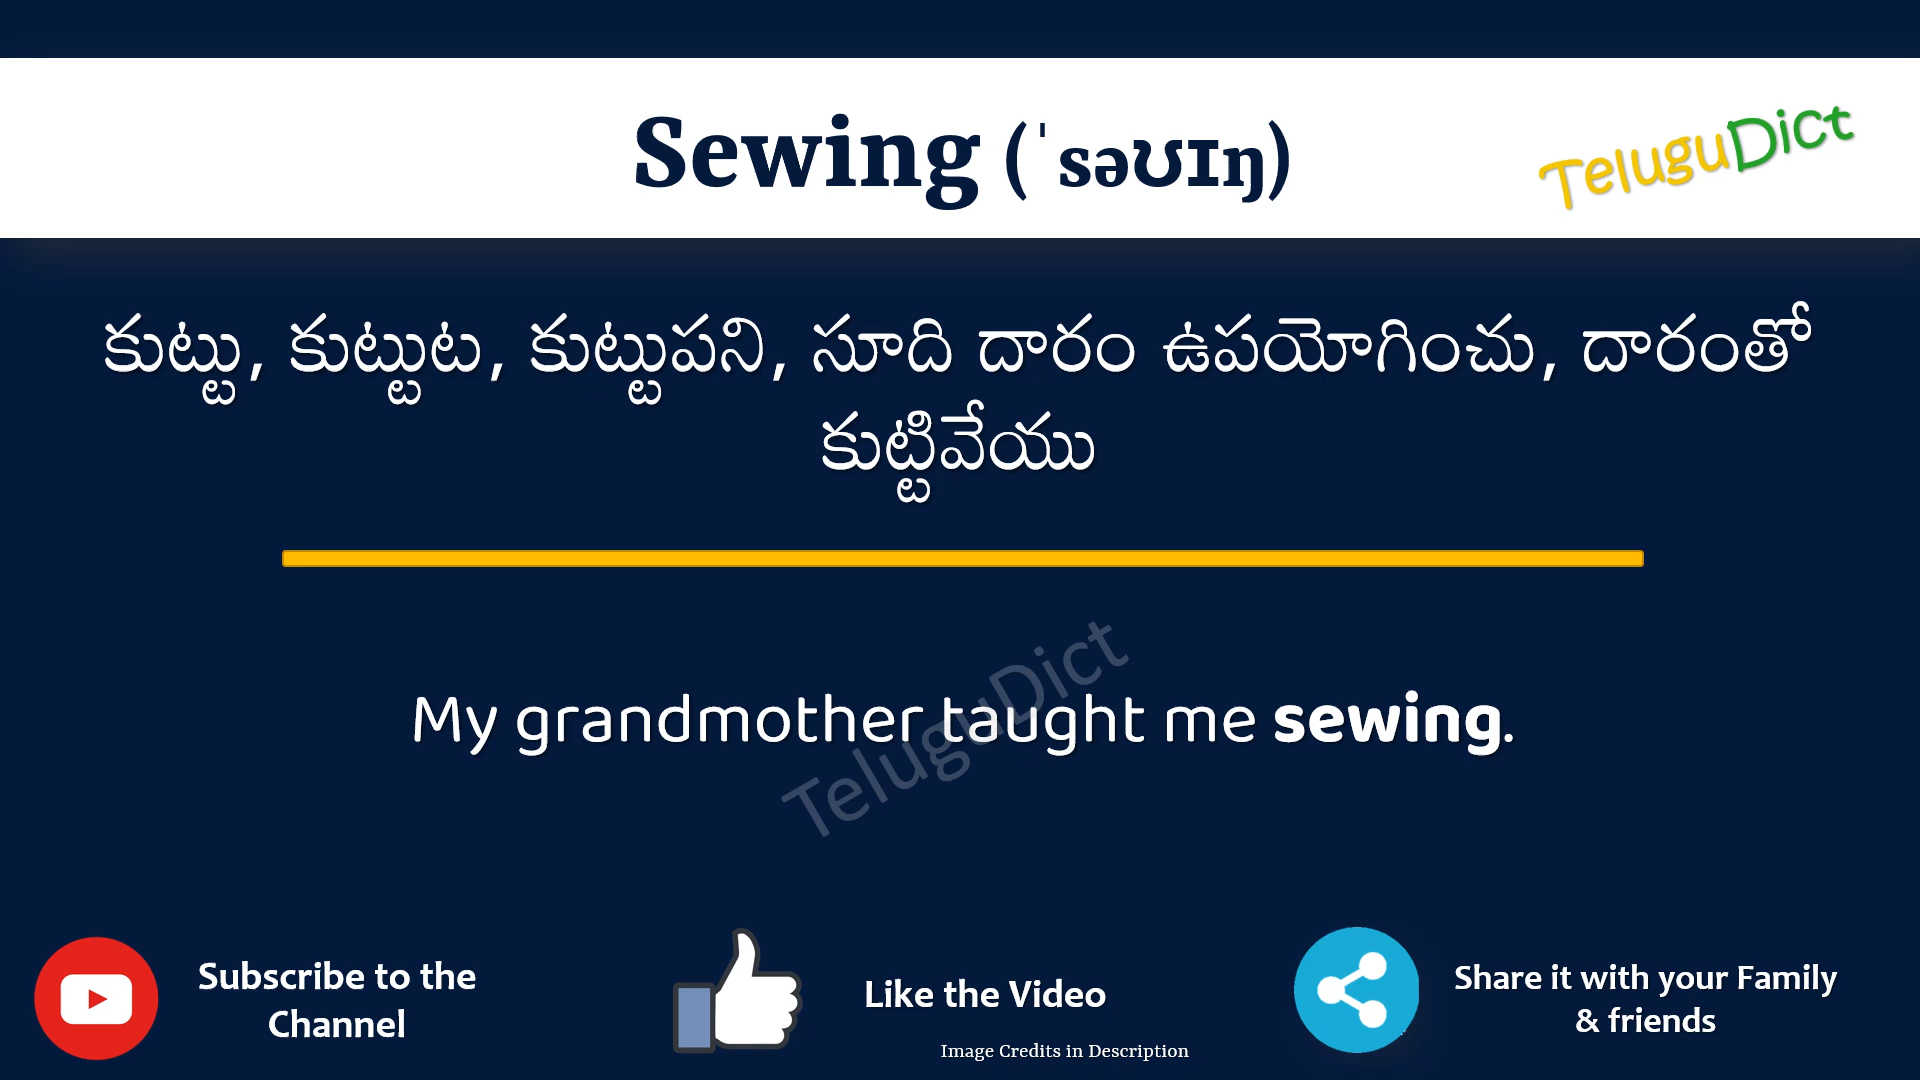 Sewing (ˈsəʊɪŋ)
TeluguDict
కుట్టు, కుట్టుట, కుట్టుపని, సూది దారం ఉపయోగించు, దారంతో
కుట్టివేయు
TeluguDict
My grandmother taught me sewing.
Subscribe to the
Channel
Like the Video
Share it with your Family
& friends
Image Credits in Description